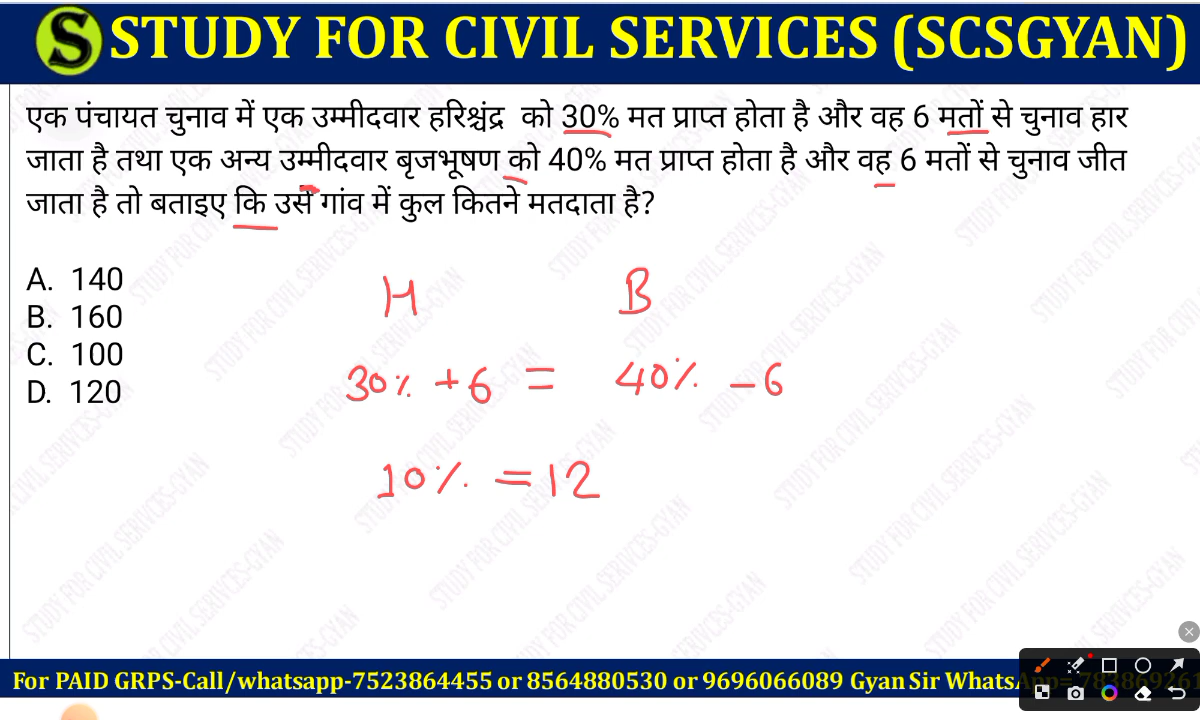 STUDY FOR CIVIL SERVICES (SCSGYAN)
एक पंचायत चुनाव में एक उम्मीदवार हरिश्चंद्र को 30% मत प्राप्त होता है और वह 6 मतों से चुनाव हार
जाता है तथा एक अन्य उम्मीदवार बृजभूषण को 40% मत प्राप्त होता है और वह 6 मतों से चुनाव जीत
जाता है तो बताइए कि उसे गांव में कुल कितने मतदाता है?
A. 140
B. 160
C. 100
D. 120
H B
30% +6 = 40% -6
10% = 12
For PAID GRPS-Call/whatsapp-7523864455 or 8564880530 or 9696066089 Gyan Sir WhatsApp=